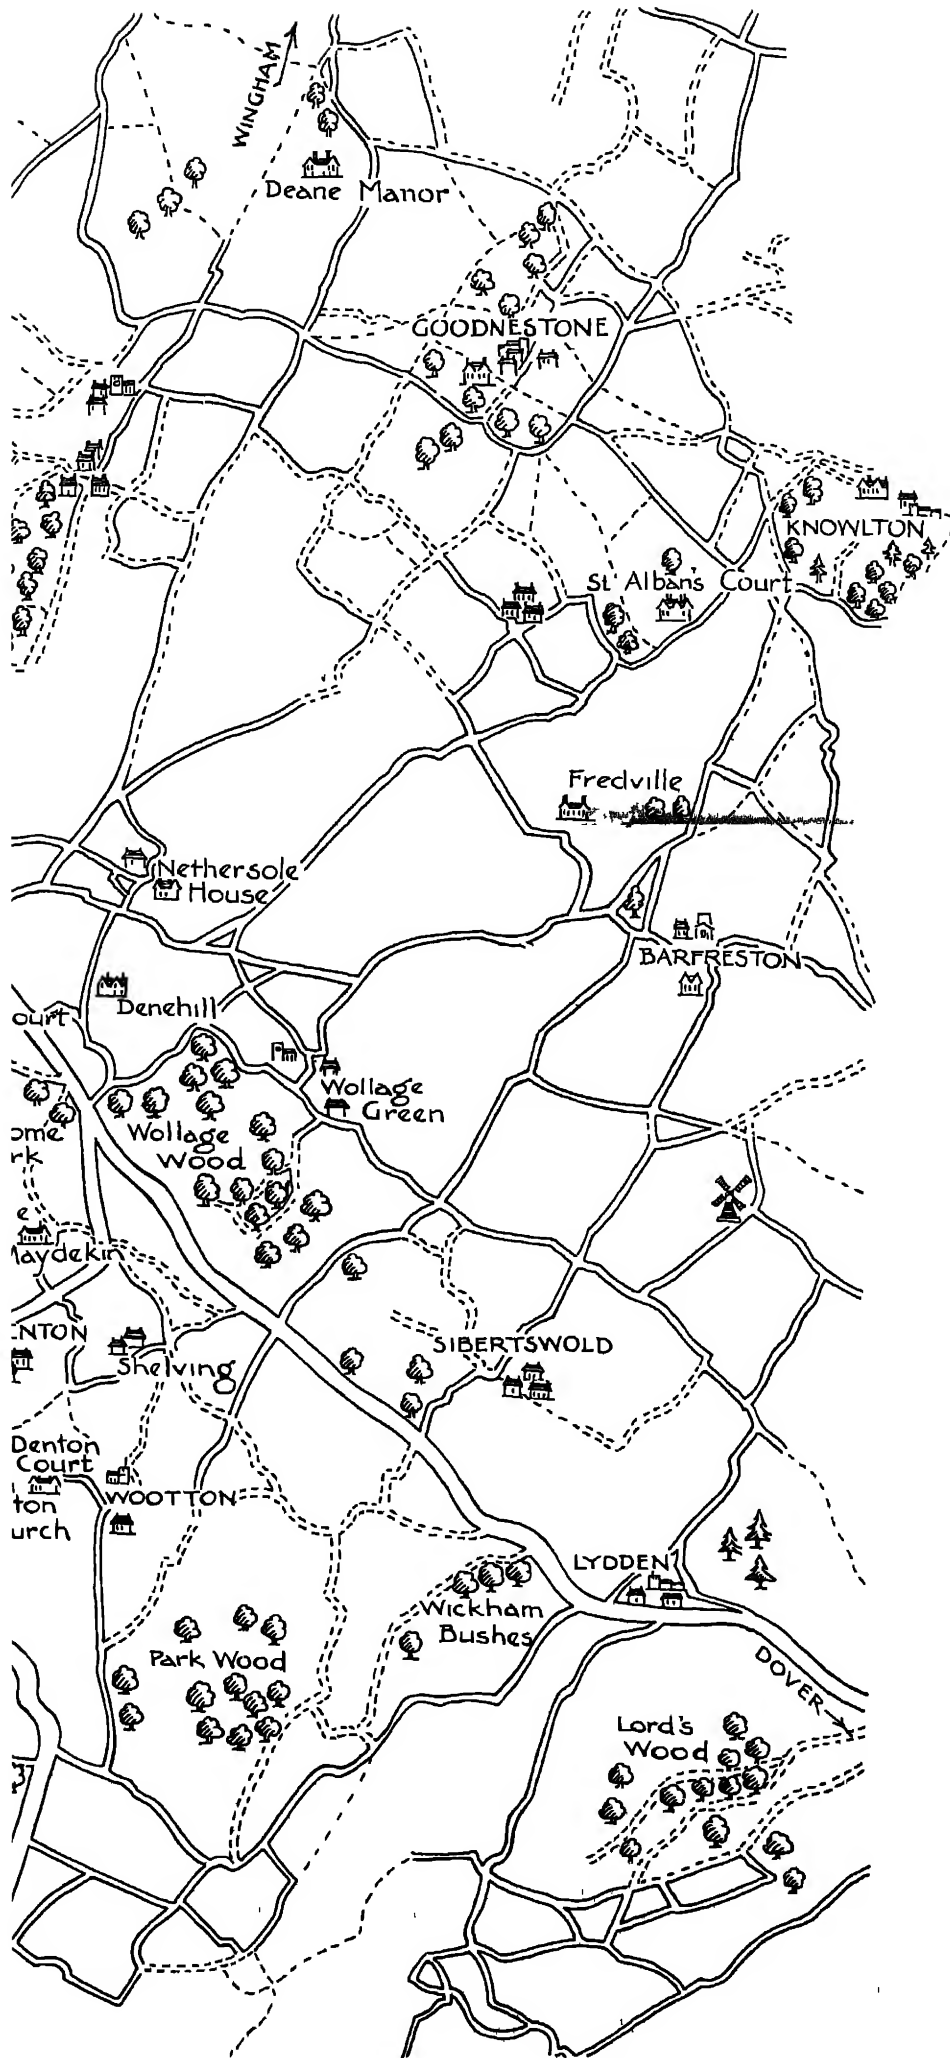 WINGHAM
Deane Manor
GOODNESTONE
KNOWLTON
St Alban's Court
Fredville
Nethersole
House
BARFRESTON
Denehill
ourt
Wollage
Green
Wollage
Wood
ome
rk
e
aydekin
ENTON
SIBERTSWOLD
Shelving
Denton
Court
ton
urch
WOOTTON
LYDDEN
Wickham
Bushes
Park Wood
DOVER
Lord's
Wood